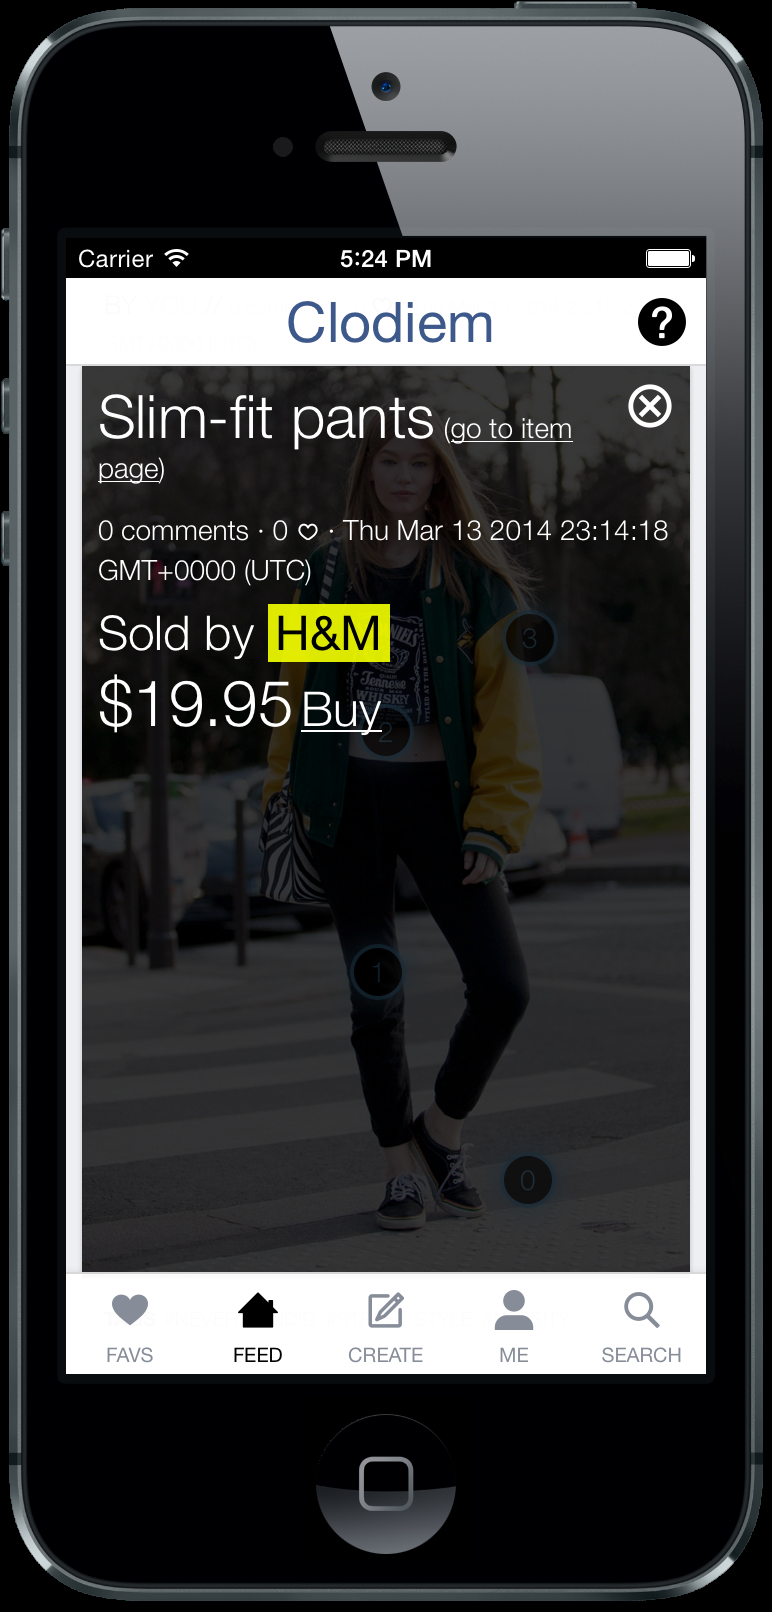 Carrier 5:24 PM
Clodiem ?
Slim-fit pants (go to item
page)
0 comments · 0 ♡ · Thu Mar 13 2014 23:14:18
GMT+0000 (UTC)
Sold by H&M
$19.95 Buy
3
2
Tennessee
WHISKEY
1
0
FAVS FEED CREATE ME SEARCH